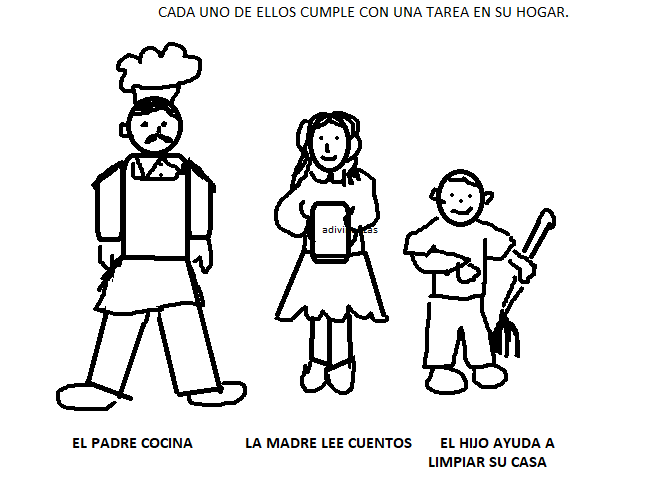 CADA UNO DE ELLOS CUMPLE CON UNA TAREA EN SU HOGAR.
EL PADRE COCINA
LA MADRE LEE CUENTOS
EL HIJO AYUDA A
LIMPIAR SU CASA